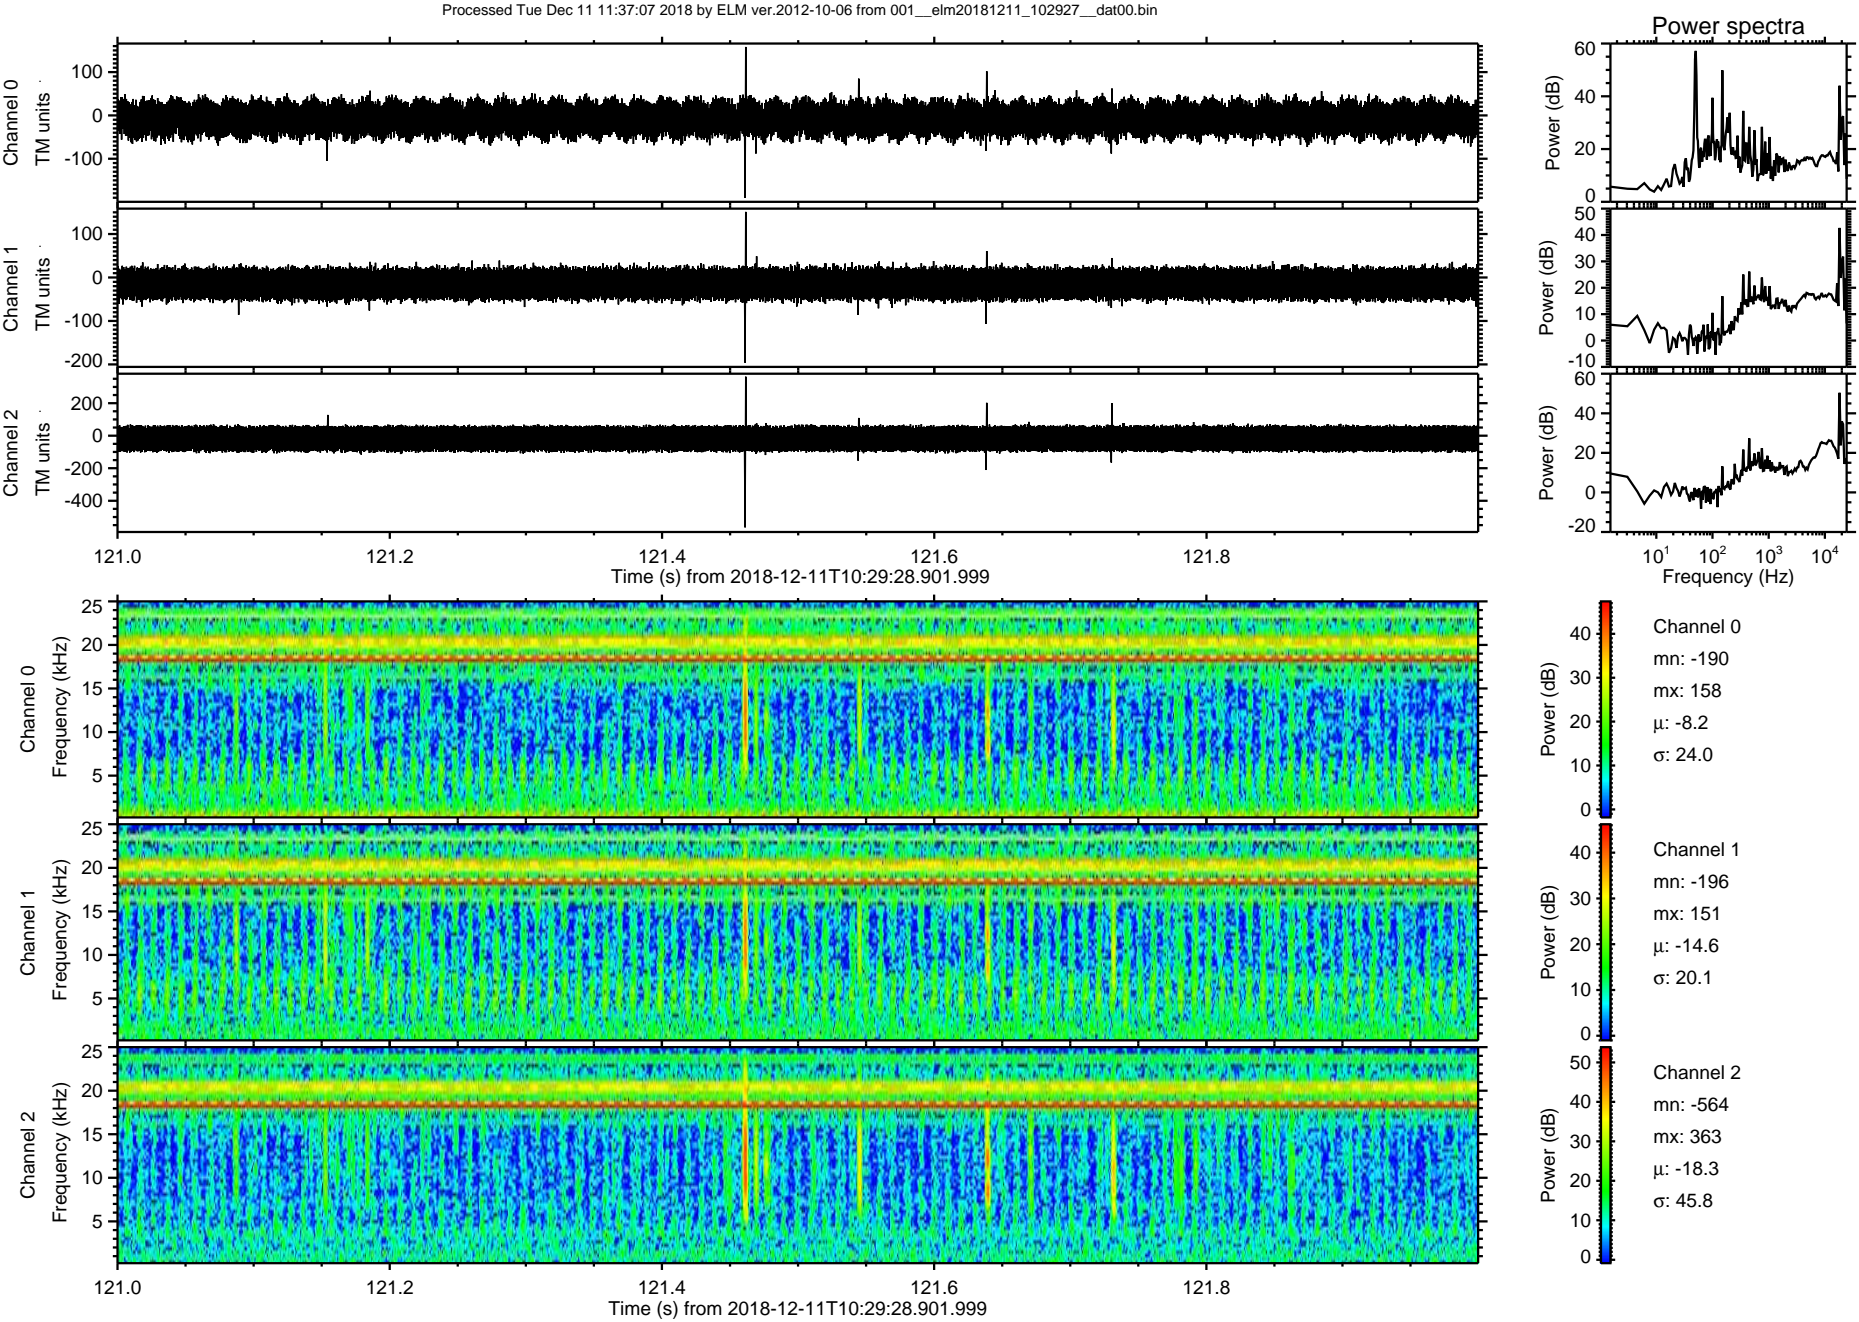 Processed Tue Dec 11 11:37:07 2018 by ELM ver.2012-10-06 from 001__elm20181211_102927__dat00.bin
Power spectra
Channel 0
TM units
100
0
-100
Power (dB)
60
40
20
0
Channel 1
TM units
100
0
-100
-200
Power (dB)
50
40
30
20
10
0
-10
Channel 2
TM units
200
0
-200
-400
Power (dB)
60
40
20
0
-20
121.0 121.2 121.4 121.6 121.8
Time (s) from 2018-12-11T10:29:28.901.999
10^1 10^2 10^3 10^4
Frequency (Hz)
Channel 0
Frequency (kHz)
25
20
15
10
5
Power (dB)
40
30
20
10
0
Channel 0
mn: -190
mx: 158
μ: -8.2
σ: 24.0
Channel 1
Frequency (kHz)
25
20
15
10
5
Power (dB)
40
30
20
10
0
Channel 1
mn: -196
mx: 151
μ: -14.6
σ: 20.1
Channel 2
Frequency (kHz)
25
20
15
10
5
Power (dB)
50
40
30
20
10
0
Channel 2
mn: -564
mx: 363
μ: -18.3
σ: 45.8
121.0 121.2 121.4 121.6 121.8
Time (s) from 2018-12-11T10:29:28.901.999